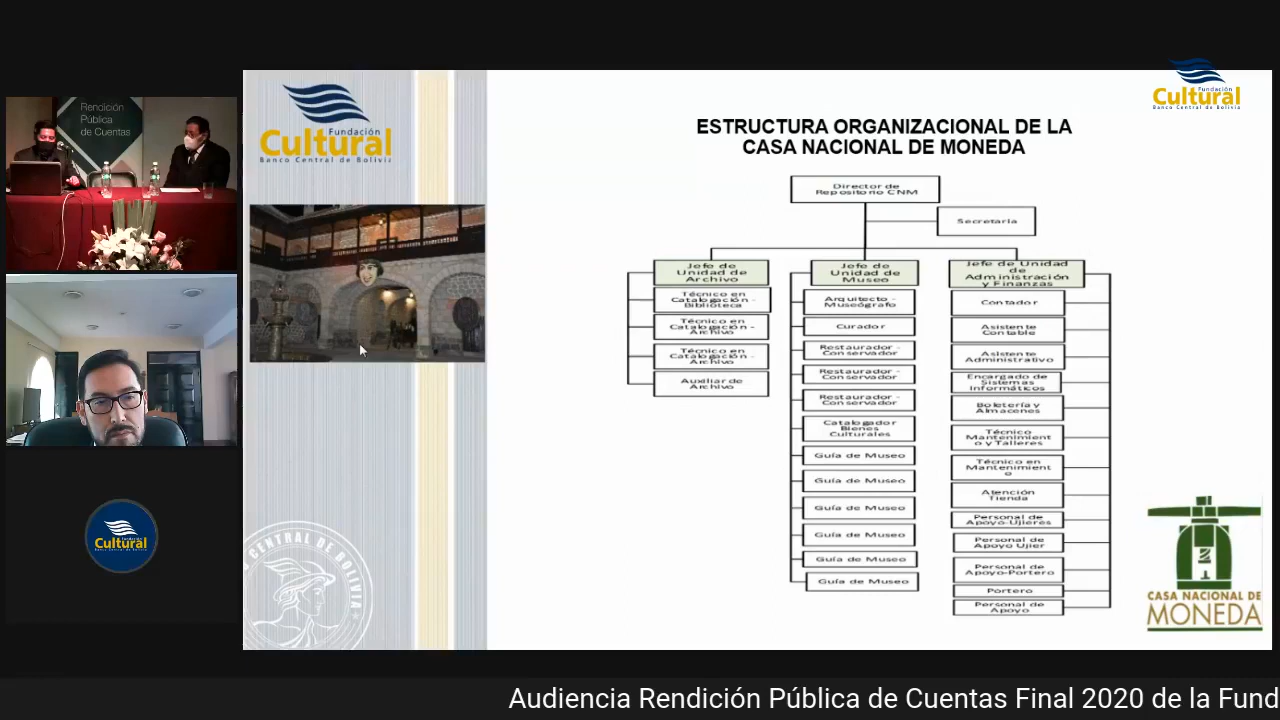 Rendición
Pública
de Cuentas
Fundación
Cultural
Banco Central de Bolivia
Fundación
Cultural
Banco Central de Bolivia
Fundación
Cultural
Banco Central de Bolivia
CENTRAL DE BOLIVIA
ESTRUCTURA ORGANIZACIONAL DE LA
CASA NACIONAL DE MONEDA
Director de
Repositorio CNM
Secretaria
Jefe de
Unidad de
Archivo
Técnico en
Catalogación -
Biblioteca
Técnico en
Catalogación -
Archivo
Técnico en
Catalogación -
Archivo
Auxiliar de
Archivo
Jefe de
Unidad de
Museo
Arquitecto -
Museógrafo
Curador
Restaurador -
Conservador
Restaurador -
Conservador
Restaurador -
Conservador
Catalogador
Bienes
Culturales
Guía de Museo
Guía de Museo
Guía de Museo
Guía de Museo
Guía de Museo
Guía de Museo
Jefe de Unidad
de
Administración
y Finanzas
Contador
Asistente
Contable
Asistente
Administrativo
Encargado de
Sistemas
Informáticos
Boletería y
Almacenes
Técnico
Mantenimient
o y Talleres
Técnico en
Mantenimient
o
Atención
Tienda
Personal de
Apoyo-Ujieres
Personal de
Apoyo Ujier
Personal de
Apoyo-Portero
Portero
Personal de
Apoyo
CASA NACIONAL DE
MONEDA
Audiencia Rendición Pública de Cuentas Final 2020 de la Fund